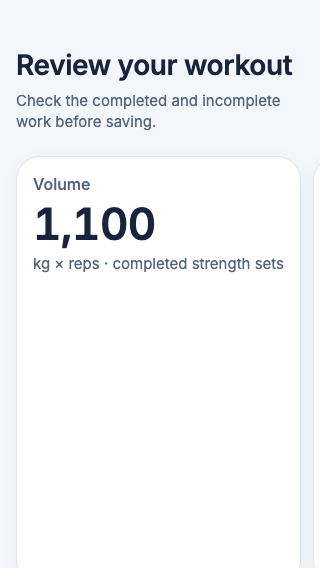 Review your workout
Check the completed and incomplete
work before saving.
Volume
1,100
kg × reps · completed strength sets